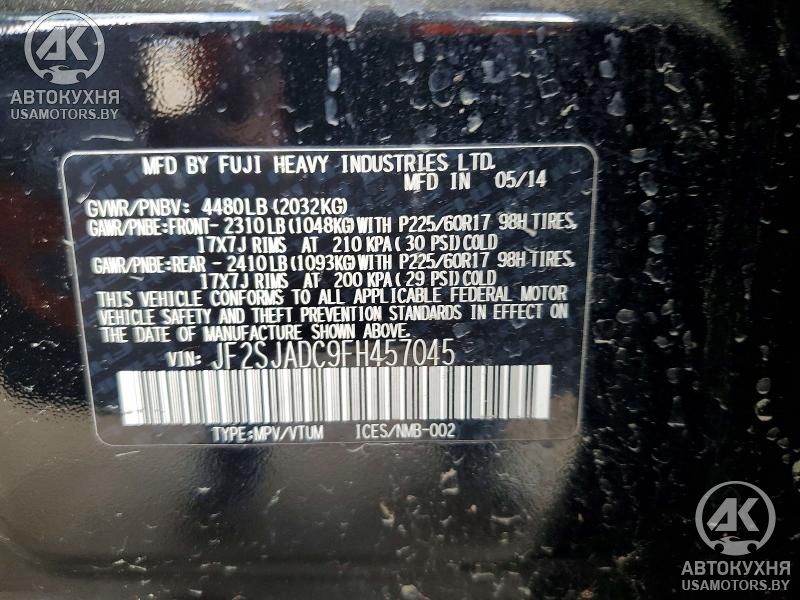 AK
АВТОКУХНЯ
USAMOTORS.BY
MFD BY FUJI HEAVY INDUSTRIES LTD.
MFD IN 05/14
GVWR/PNBV: 4480LB(2032KG)
GAWR/PNBE:FRONT-2310LB(1048KG)WITH P225/60R17 98H TIRES,
17X7J RIMS AT 210 KPA(30 PSI)COLD
GAWR/PNBE:REAR -2410LB(1093KG)WITH P225/60R17 98H TIRES,
17X7J RIMS AT 200 KPA(29 PSI)COLD
THIS VEHICLE CONFORMS TO ALL APPLICABLE FEDERAL MOTOR
VEHICLE SAFETY AND THEFT PREVENTION STANDARDS IN EFFECT ON
THE DATE OF MANUFACTURE SHOWN ABOVE.
VIN: JF2SJADC9FH457045
TYPE:MPV/VTUM ICES/NMB-002
AK
АВТОКУХНЯ
USAMOTORS.BY